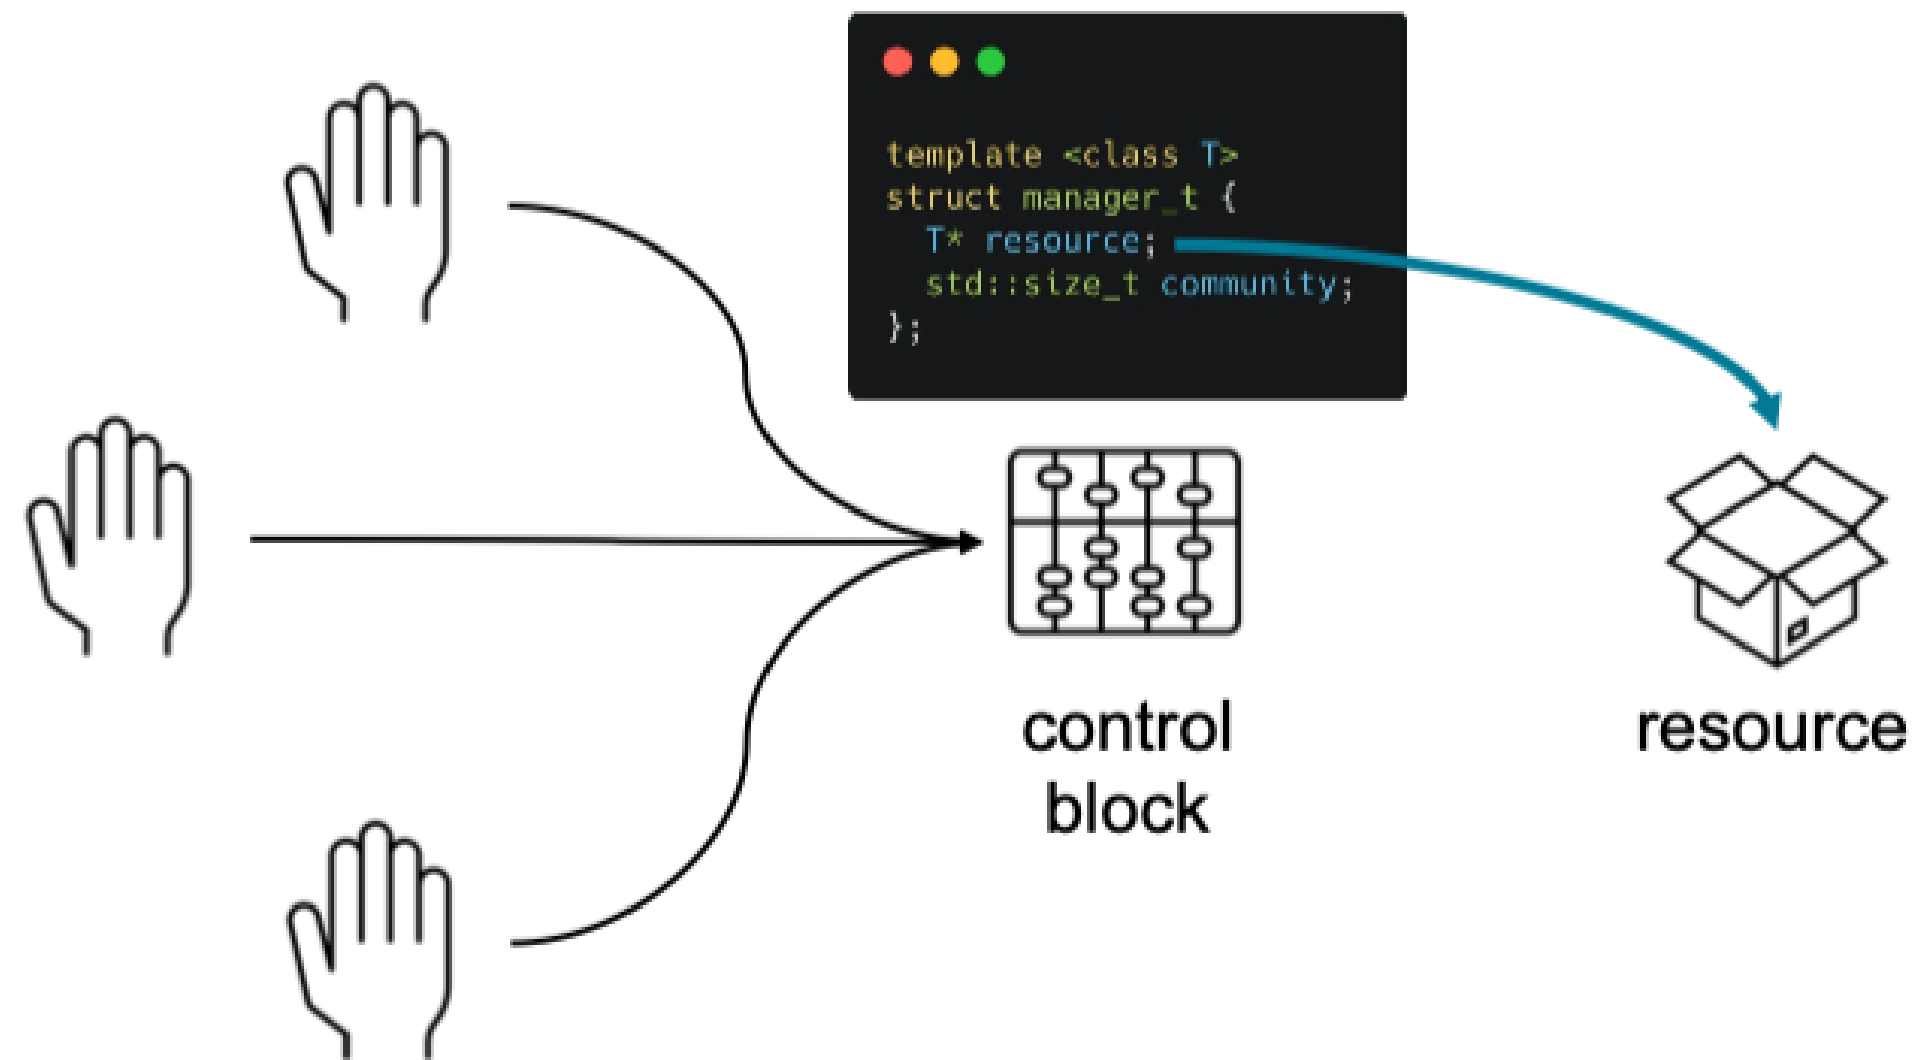 template <class T>
struct manager_t {
  T* resource;
  std::size_t community;
};
control
block
resource